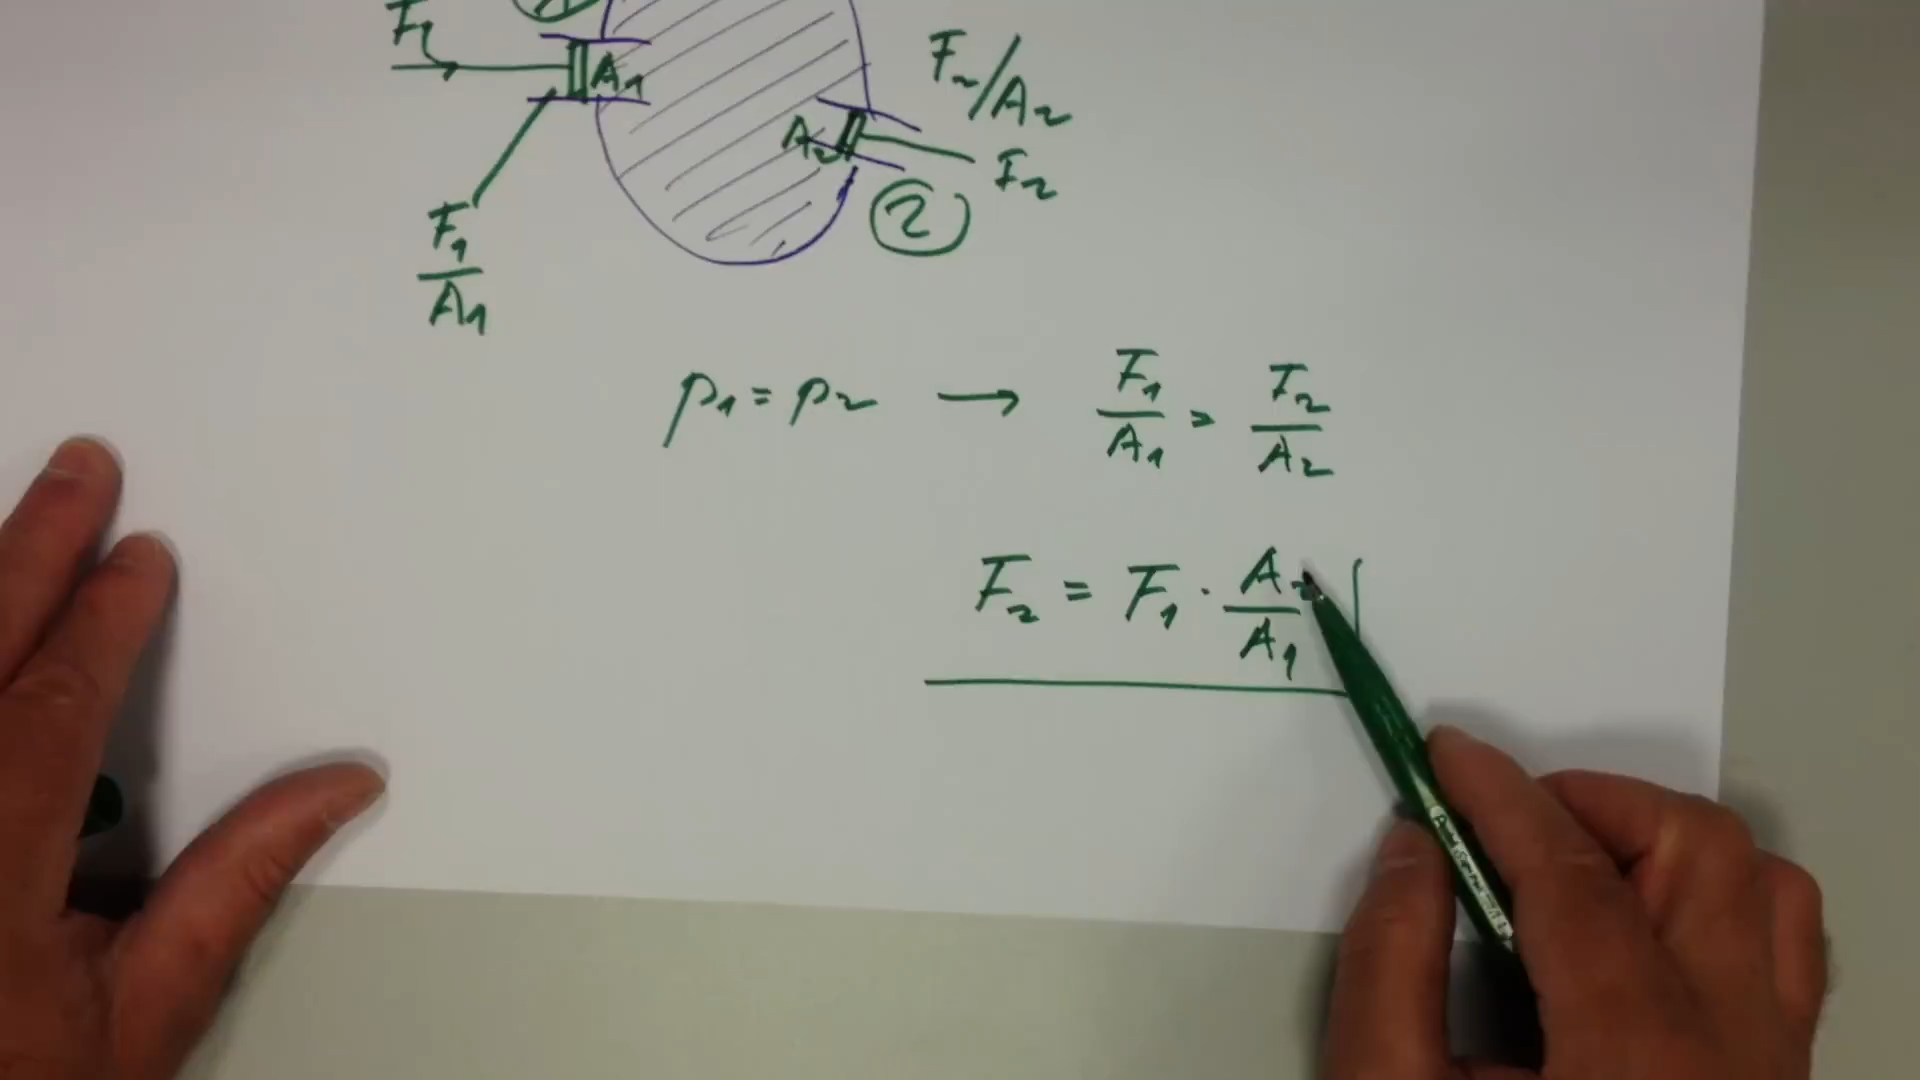 F1
A1
F2/A2
A2
F2
2
F1
A1
p1 = p2 → F1/A1 = F2/A2
F2 = F1 · A2/A1